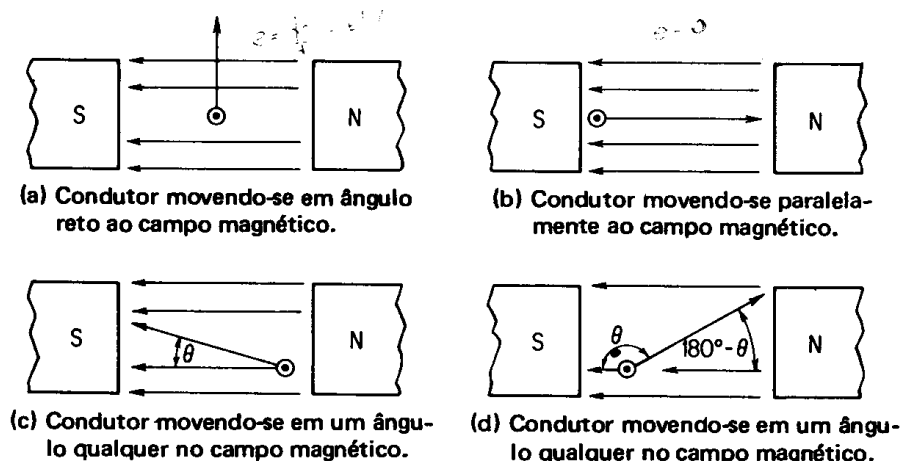 S N
S N
(a) Condutor movendo-se em ângulo
reto ao campo magnético.
(b) Condutor movendo-se paralela-
mente ao campo magnético.
S θ N
S θ 180°-θ N
(c) Condutor movendo-se em um ângu-
lo qualquer no campo magnético.
(d) Condutor movendo-se em um ângu-
lo qualquer no campo magnético.